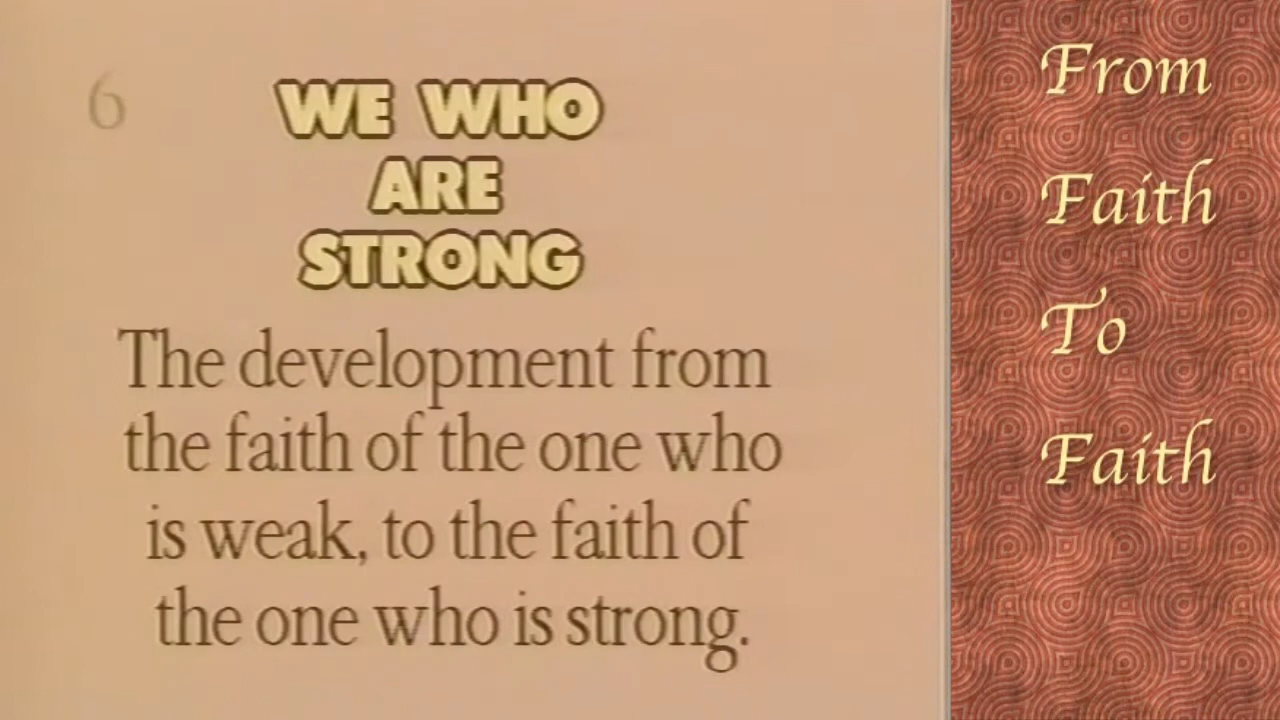 6
WE WHO
ARE
STRONG
The development from
the faith of the one who
is weak, to the faith of
the one who is strong.
From
Faith
To
Faith